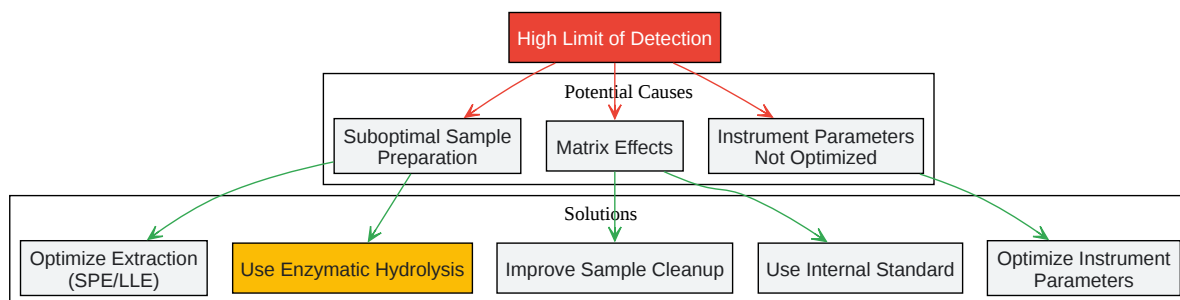 High Limit of Detection
Potential Causes
Suboptimal Sample
Preparation
Matrix Effects
Instrument Parameters
Not Optimized
Solutions
Optimize Extraction
(SPE/LLE)
Use Enzymatic Hydrolysis
Improve Sample Cleanup
Use Internal Standard
Optimize Instrument
Parameters